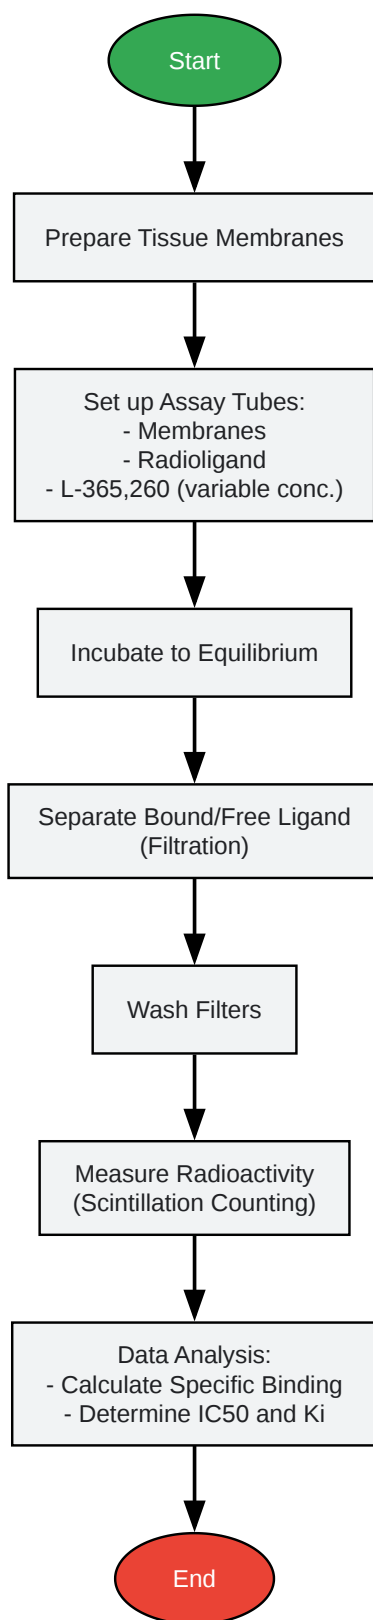 Start
Prepare Tissue Membranes
Set up Assay Tubes:
- Membranes
- Radioligand
- L-365,260 (variable conc.)
Incubate to Equilibrium
Separate Bound/Free Ligand
(Filtration)
Wash Filters
Measure Radioactivity
(Scintillation Counting)
Data Analysis:
- Calculate Specific Binding
- Determine IC50 and Ki
End